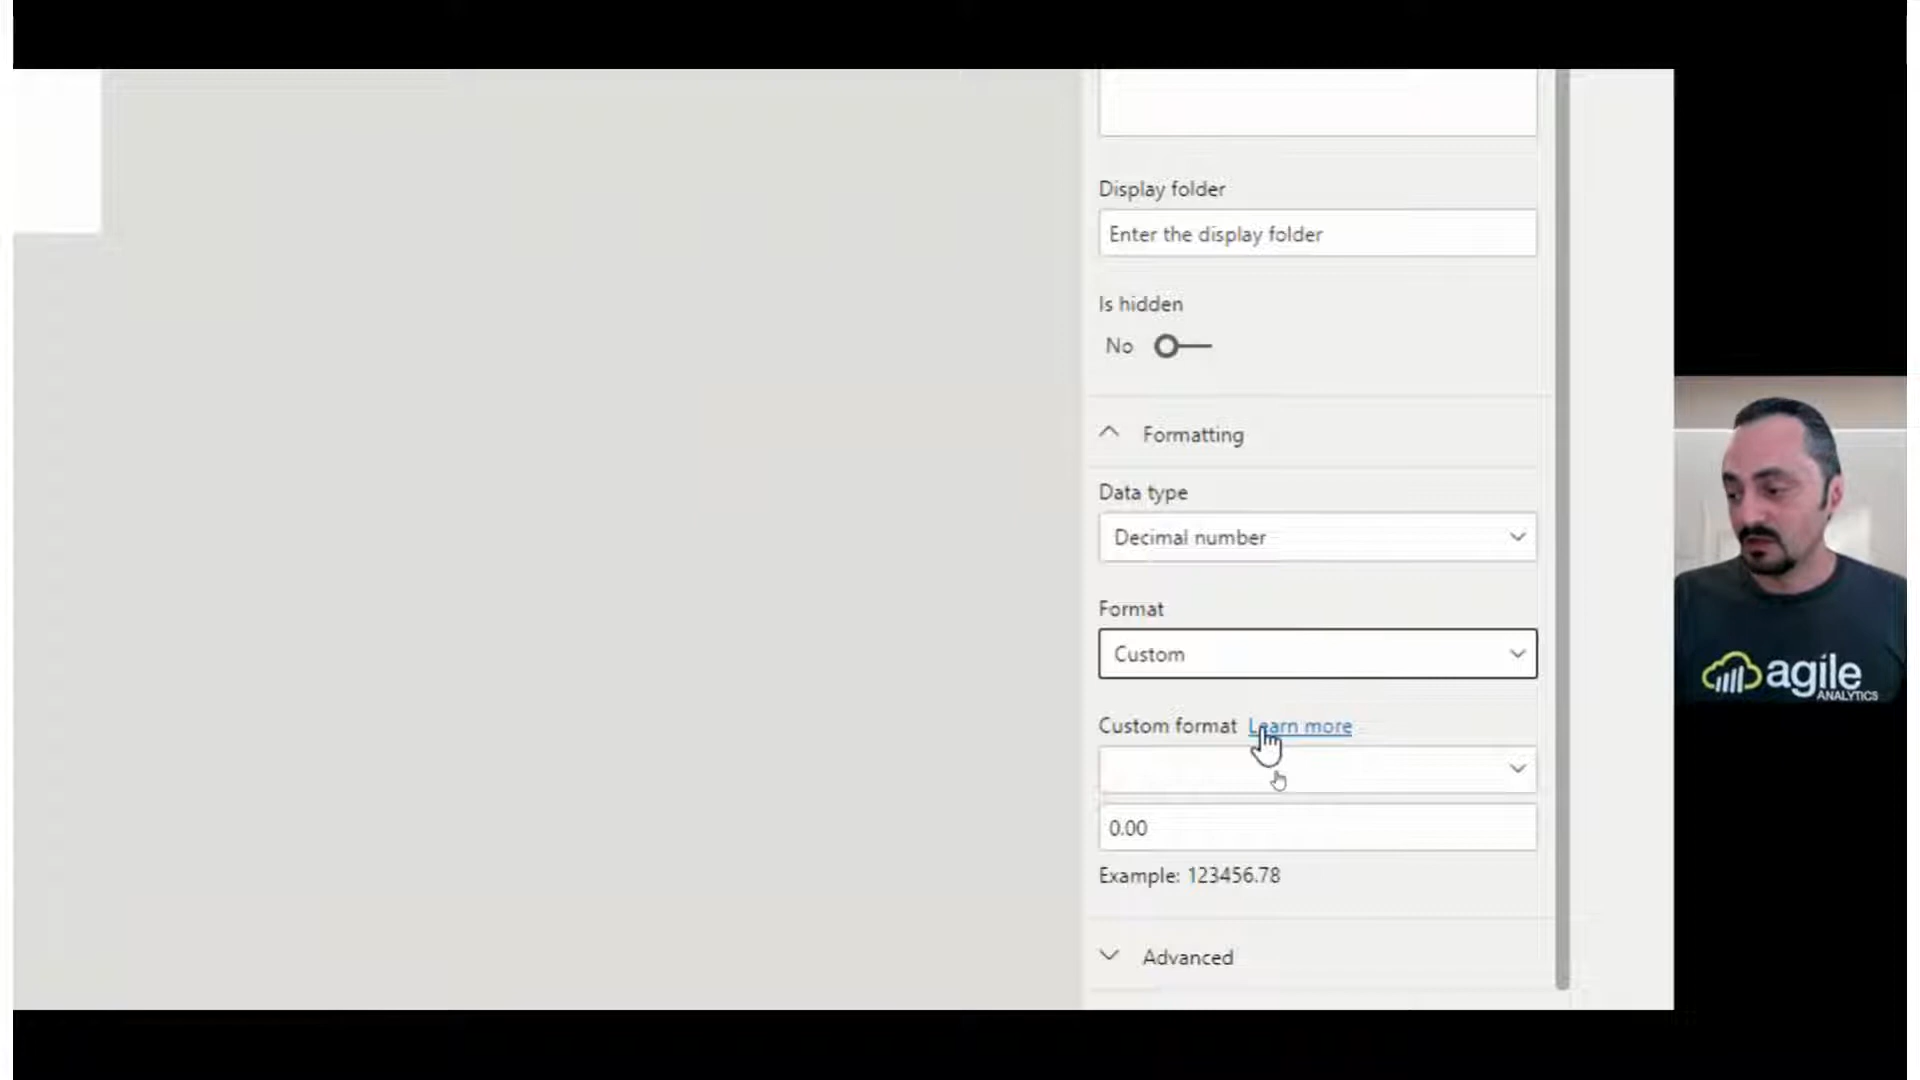 Display folder
Enter the display folder
Is hidden
No
Formatting
Data type
Decimal number
Format
Custom
Custom format Learn more
0.00
Example: 123456.78
Advanced
agile
ANALYTICS